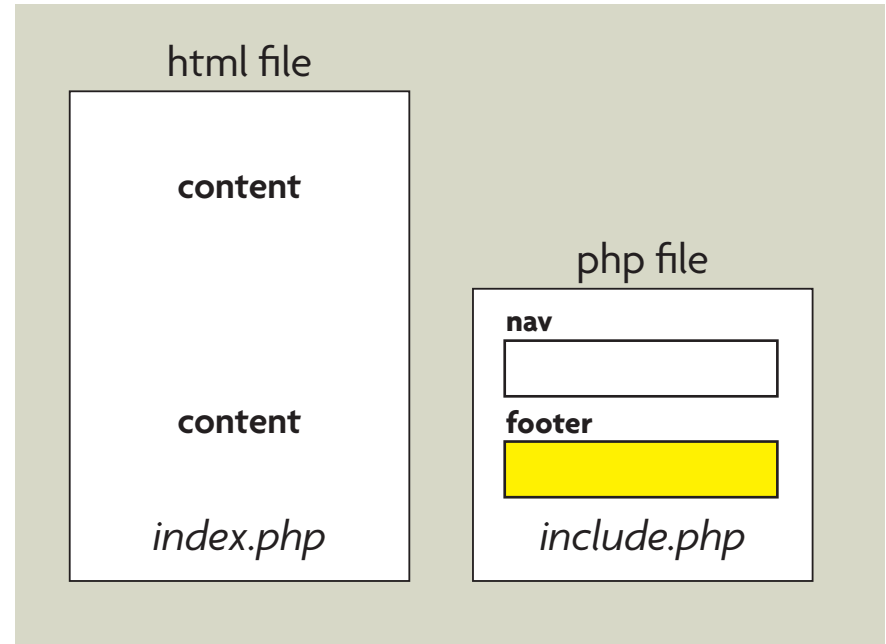 html file
content
content
index.php
php file
nav
footer
include.php